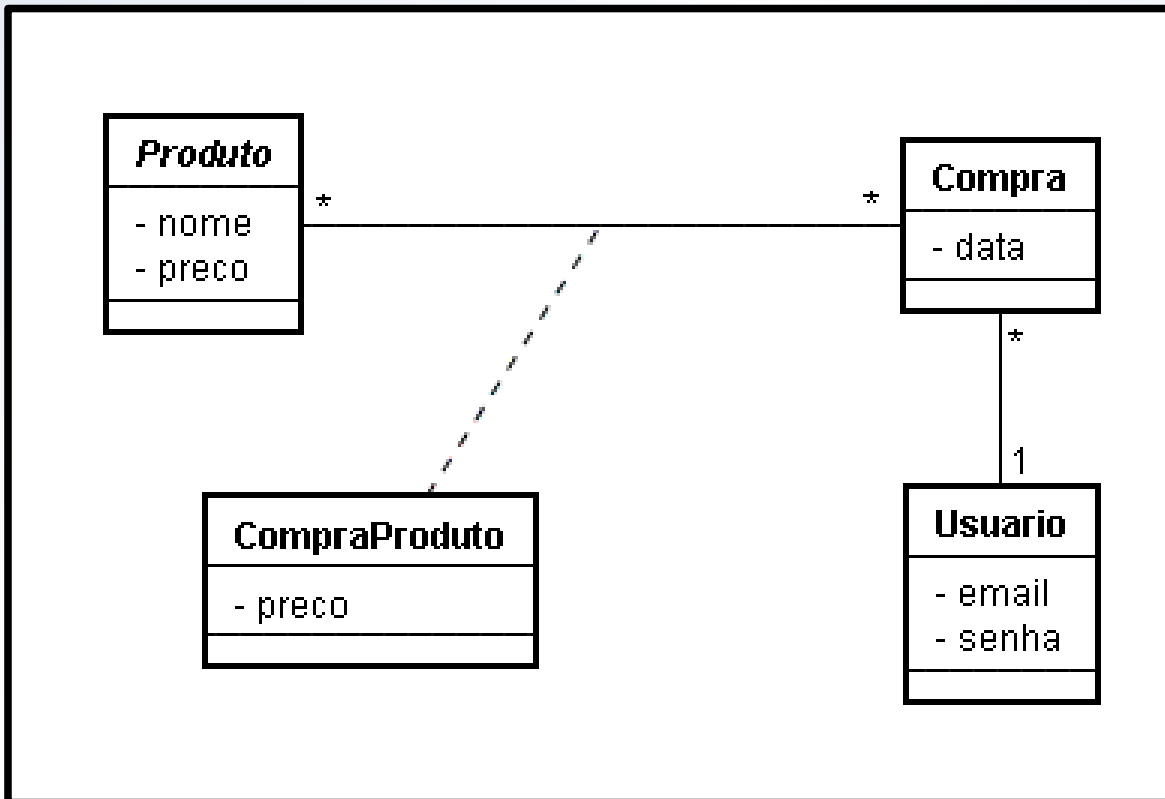 Produto
- nome
- preco
*
*
Compra
- data
*
1
CompraProduto
- preco
Usuario
- email
- senha